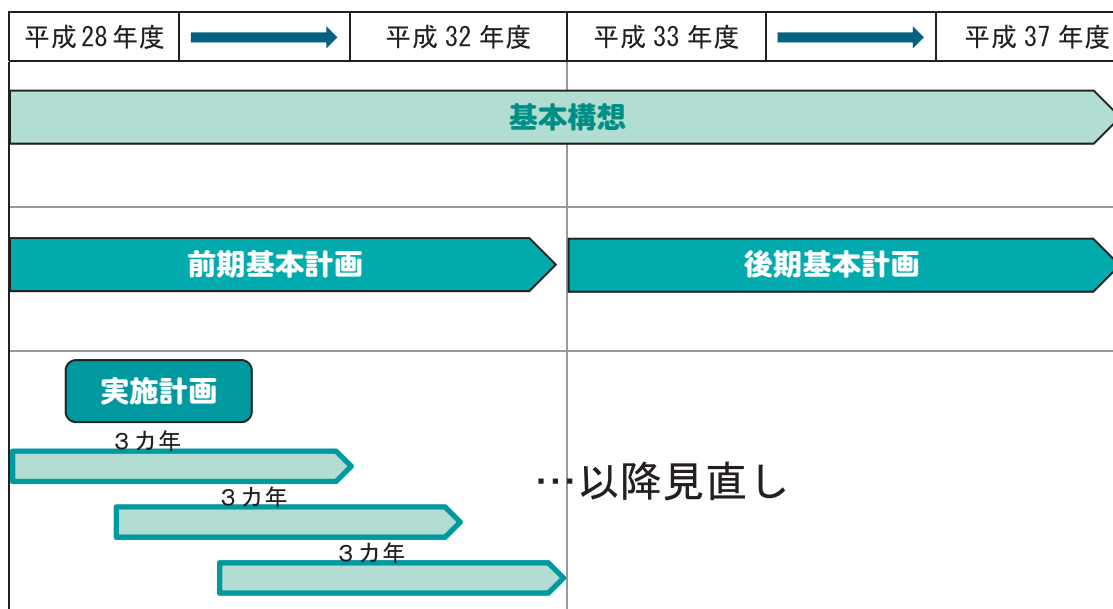 平成 28 年度 平成 32 年度 平成 33 年度 平成 37 年度
基本構想
前期基本計画 後期基本計画
実施計画
３カ年
３カ年
３カ年
…以降見直し